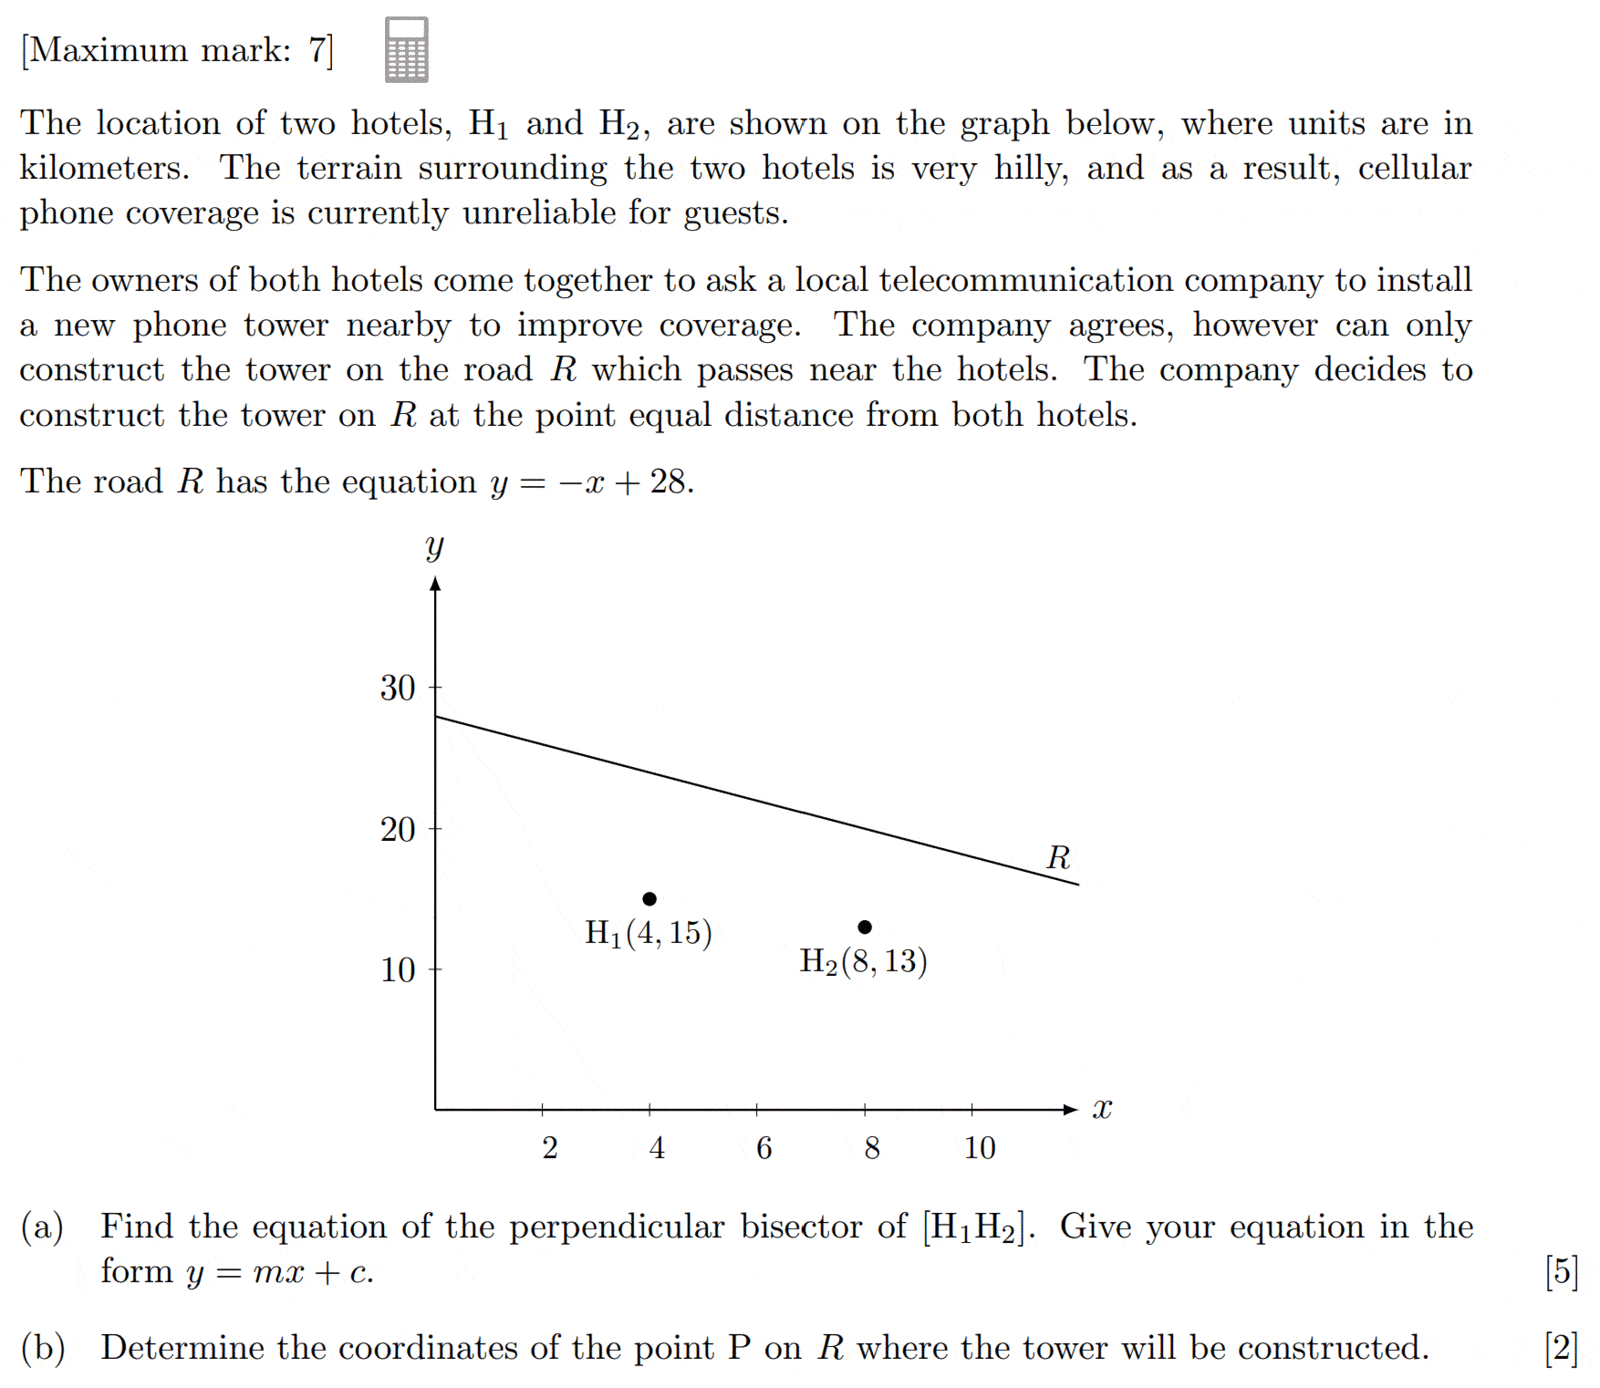 [Maximum mark: 7]
The location of two hotels, H₁ and H₂, are shown on the graph below, where units are in
kilometers. The terrain surrounding the two hotels is very hilly, and as a result, cellular
phone coverage is currently unreliable for guests.
The owners of both hotels come together to ask a local telecommunication company to install
a new phone tower nearby to improve coverage. The company agrees, however can only
construct the tower on the road R which passes near the hotels. The company decides to
construct the tower on R at the point equal distance from both hotels.
The road R has the equation y = −x + 28.
y
30
20
R
H₁(4, 15)
H₂(8, 13)
10
x
2 4 6 8 10
(a) Find the equation of the perpendicular bisector of [H₁H₂]. Give your equation in the
form y = mx + c. [5]
(b) Determine the coordinates of the point P on R where the tower will be constructed. [2]